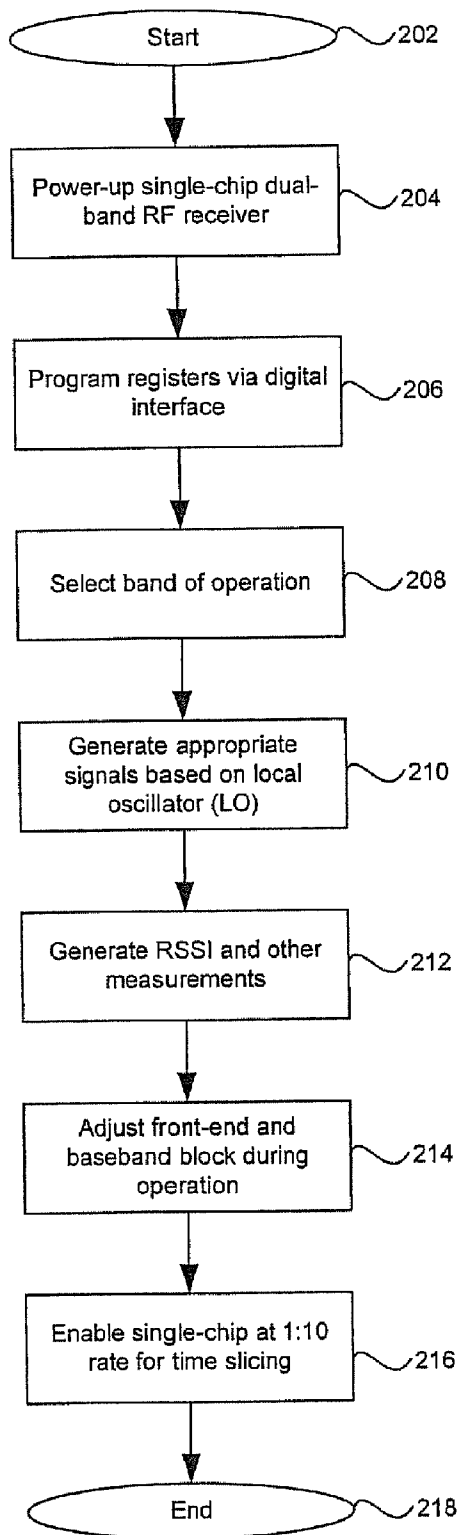 Start
202
Power-up single-chip dual-
band RF receiver
204
Program registers via digital
interface
206
Select band of operation
208
Generate appropriate
signals based on local
oscillator (LO)
210
Generate RSSI and other
measurements
212
Adjust front-end and
baseband block during
operation
214
Enable single-chip at 1:10
rate for time slicing
216
End
218